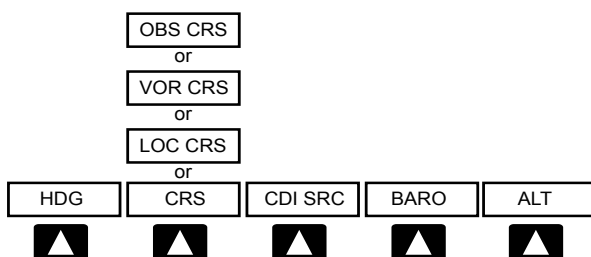 OBS CRS
or
VOR CRS
or
LOC CRS
or
HDG CRS CDI SRC BARO ALT